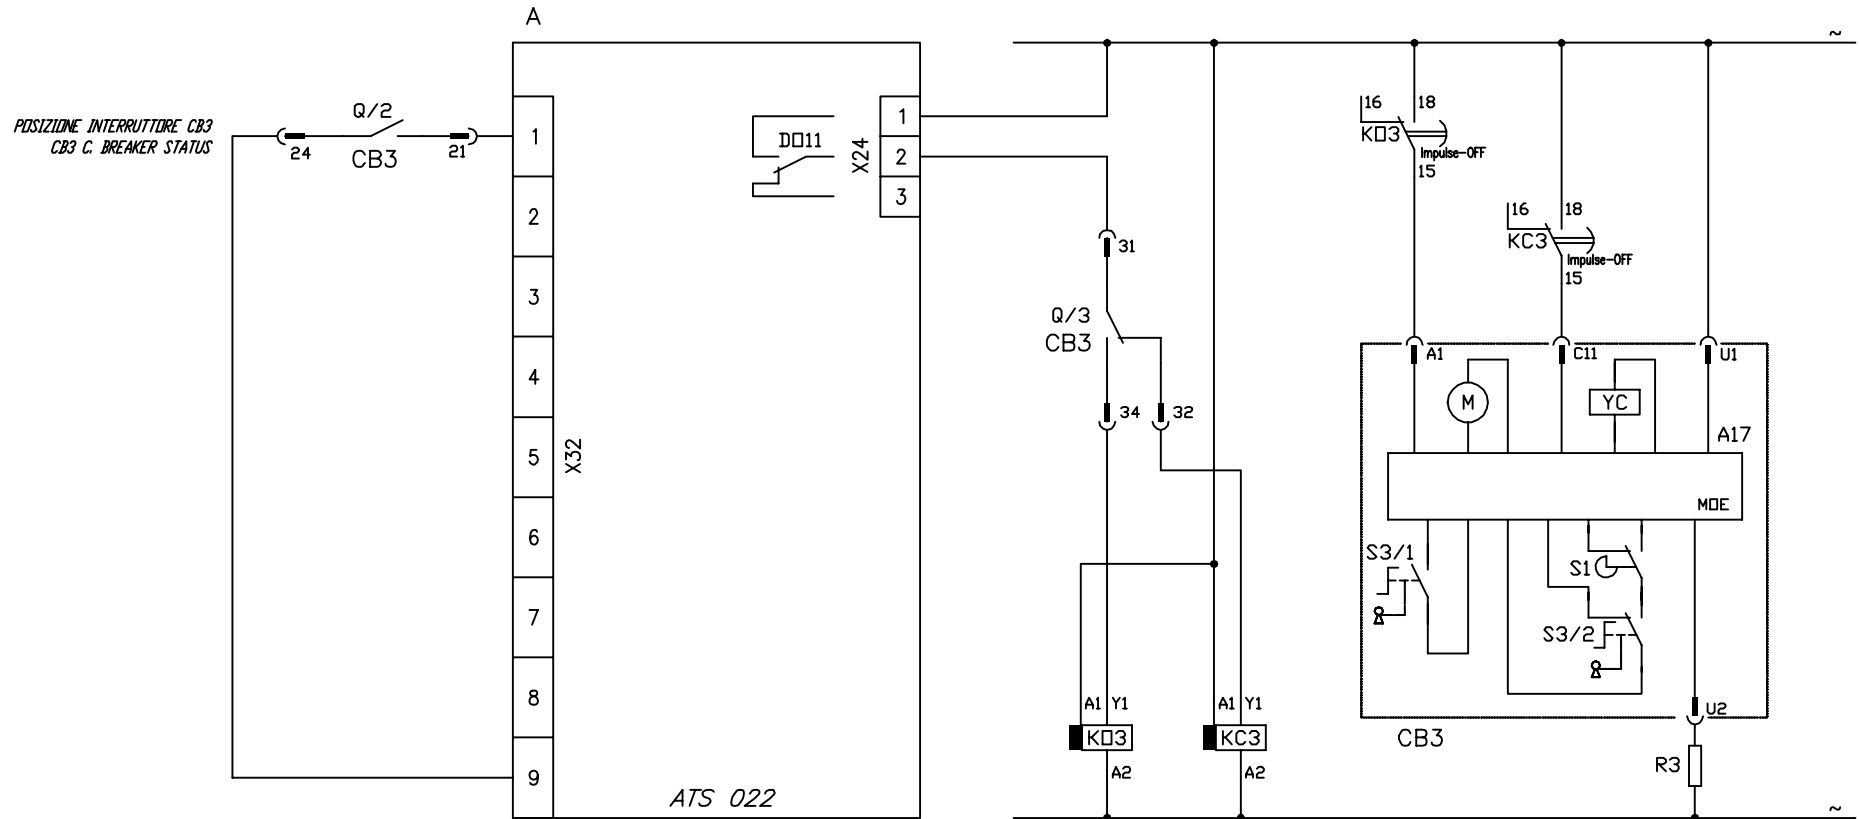 A
~
POSIZIONE INTERRUTTORE CB3
CB3 C. BREAKER STATUS
24
Q/2
CB3
21
1
2
3
4
5
6
7
8
9
X32
DO11
X24
1
2
3
ATS 022
31
Q/3
CB3
34
32
A1
Y1
KO3
A2
A1
Y1
KC3
A2
16
18
KO3
Impulse-OFF
15
16
18
KC3
Impulse-OFF
15
A1
C11
U1
M
YC
A17
MOE
S3/1
S1
S3/2
U2
CB3
R3
~